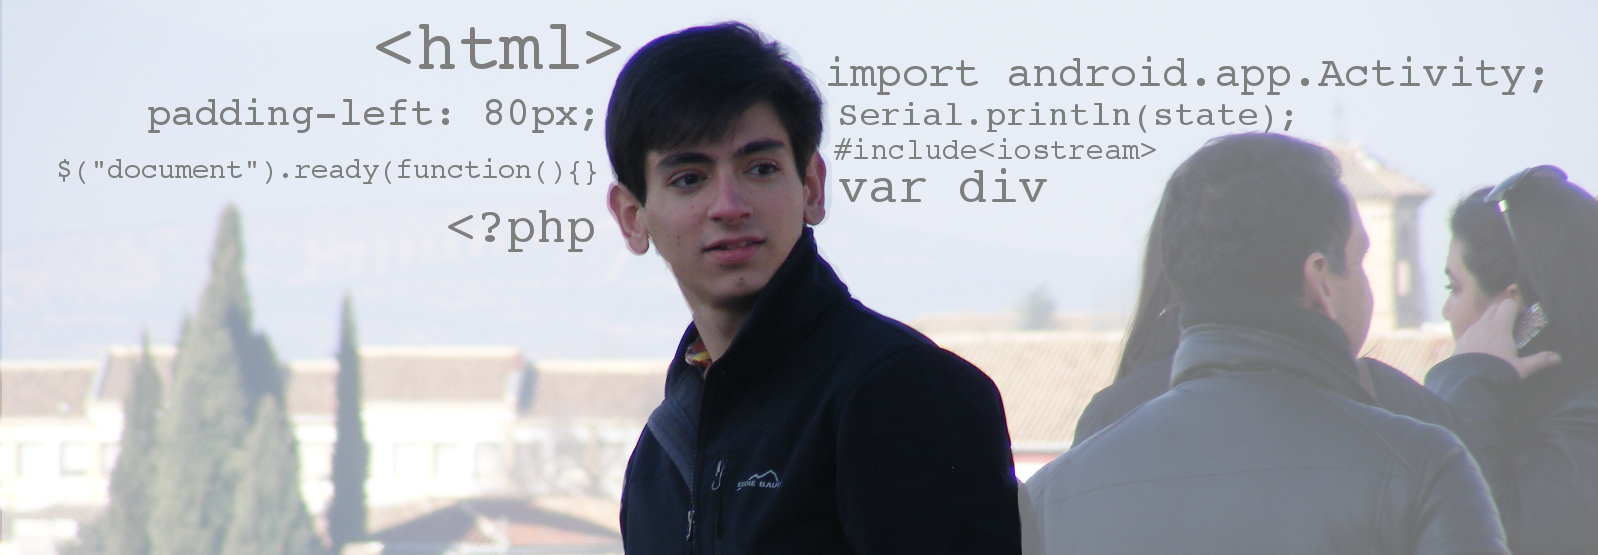 <html>
padding-left: 80px;
$("document").ready(function(){}
<?php
import android.app.Activity;
Serial.println(state);
#include<iostream>
var div